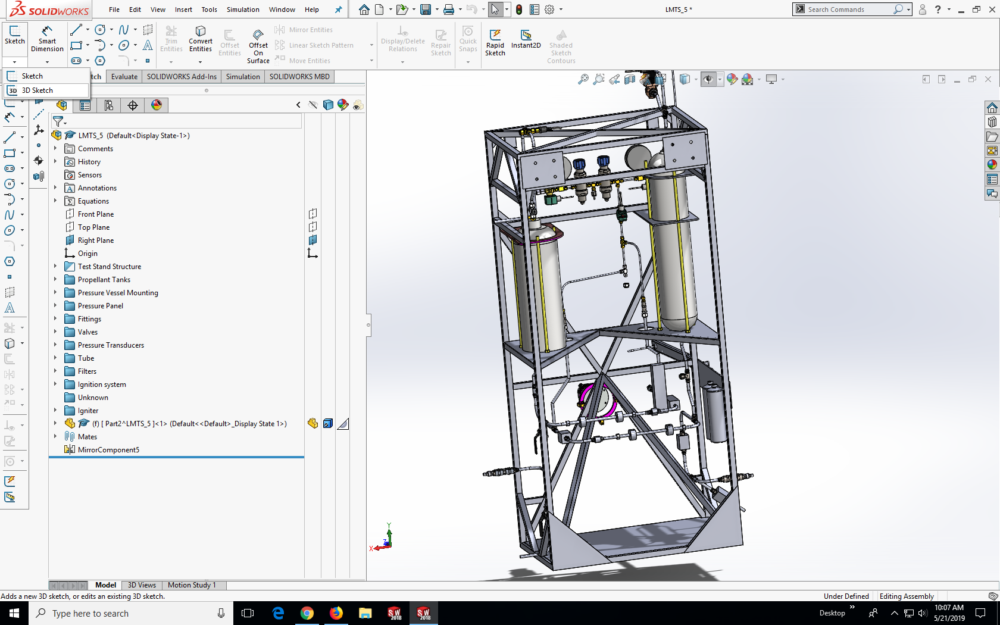 SOLIDWORKS
File Edit View Insert Tools Simulation Window Help
LMTS_5 *
Search Commands
?
Sketch
Smart Dimension
Trim Entities
Convert Entities
Offset Entities
Offset On Surface
Mirror Entities
Linear Sketch Pattern
Move Entities
Display/Delete Relations
Repair Sketch
Quick Snaps
Rapid Sketch
Instant2D
Shaded Sketch Contours
Sketch
3D 3D Sketch
tch Evaluate SOLIDWORKS Add-Ins Simulation SOLIDWORKS MBD
LMTS_5 (Default<Display State-1>)
Comments
History
Sensors
Annotations
Equations
Front Plane
Top Plane
Right Plane
Origin
Test Stand Structure
Propellant Tanks
Pressure Vessel Mounting
Pressure Panel
Fittings
Valves
Pressure Transducers
Tube
Filters
Ignition system
Unknown
Igniter
(f) [ Part2^LMTS_5 ]<1> (Default<<Default>_Display State 1>)
Mates
MirrorComponent5
Y
Z
X
Model 3D Views Motion Study 1
Adds a new 3D sketch, or edits an existing 3D sketch.
Under Defined Editing Assembly
Type here to search
SW 2018
SW 2018
Desktop
10:07 AM
5/21/2019